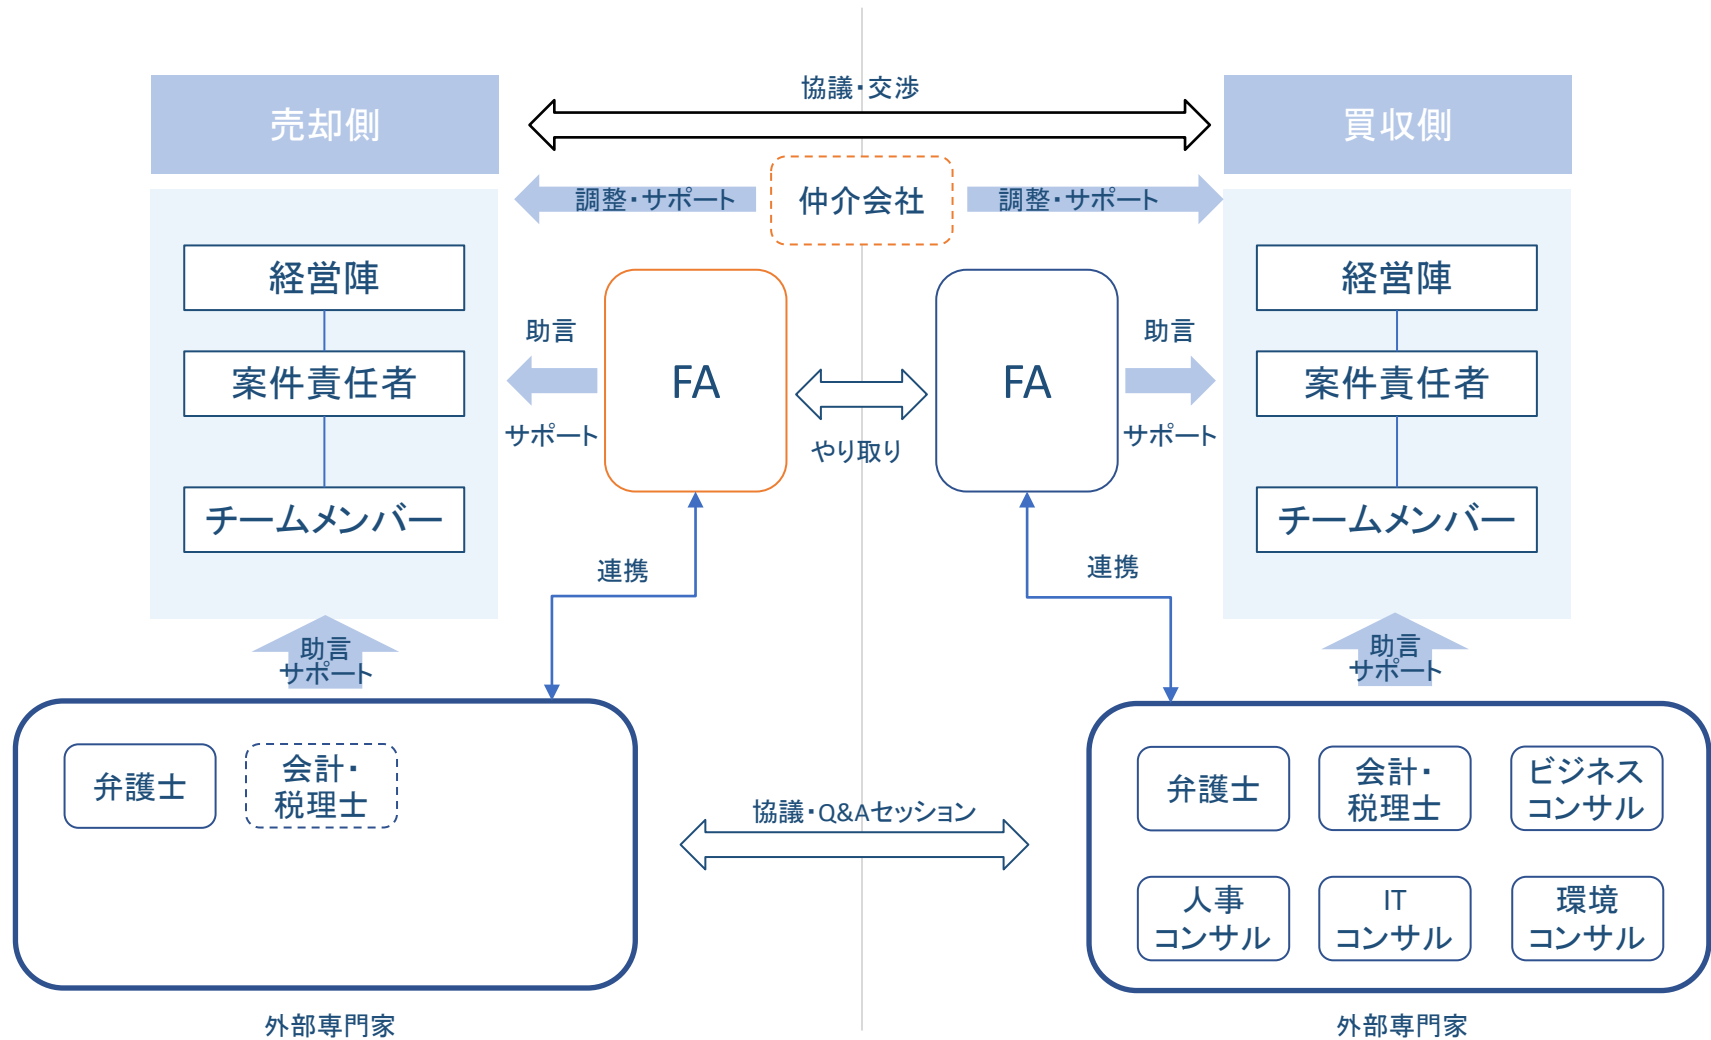 協議・交渉
売却側
買収側
調整・サポート
仲介会社
調整・サポート
経営陣
案件責任者
チームメンバー
助言
サポート
FA
やり取り
FA
助言
サポート
経営陣
案件責任者
チームメンバー
連携
連携
助言
サポート
助言
サポート
弁護士
会計・
税理士
協議・Q&Aセッション
弁護士
会計・
税理士
ビジネス
コンサル
人事
コンサル
IT
コンサル
環境
コンサル
外部専門家
外部専門家